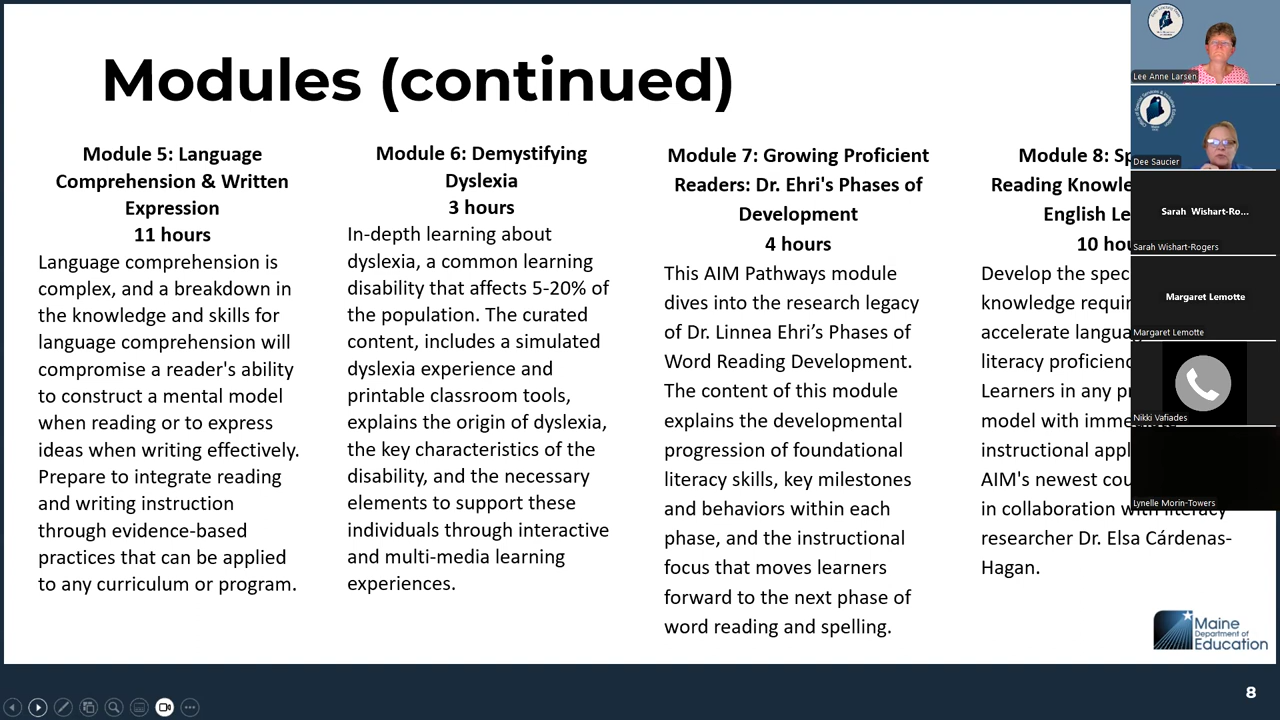 Modules (continued)
Module 5: Language
Comprehension & Written
Expression
11 hours
Language comprehension is
complex, and a breakdown in
the knowledge and skills for
language comprehension will
compromise a reader's ability
to construct a mental model
when reading or to express
ideas when writing effectively.
Prepare to integrate reading
and writing instruction
through evidence-based
practices that can be applied
to any curriculum or program.
Module 6: Demystifying
Dyslexia
3 hours
In-depth learning about
dyslexia, a common learning
disability that affects 5-20% of
the population. The curated
content, includes a simulated
dyslexia experience and
printable classroom tools,
explains the origin of dyslexia,
the key characteristics of the
disability, and the necessary
elements to support these
individuals through interactive
and multi-media learning
experiences.
Module 7: Growing Proficient
Readers: Dr. Ehri's Phases of
Development
4 hours
This AIM Pathways module
dives into the research legacy
of Dr. Linnea Ehri’s Phases of
Word Reading Development.
The content of this module
explains the developmental
progression of foundational
literacy skills, key milestones
and behaviors within each
phase, and the instructional
focus that moves learners
forward to the next phase of
word reading and spelling.
Module 8:
Reading
English
10
Develop the
knowledge
accelerate
literacy
Learners in any
model with
instructional
AIM's newest
in collaboration with literacy
researcher Dr. Elsa Cárdenas-
Hagan.
Lee Anne Larsen
Dee Saucier
Sarah Wishart-Ro...
Sarah Wishart-Rogers
Margaret Lemotte
Margaret Lemotte
Nikki Vafiades
Lynelle Morin-Towers
Maine
Department of
Education
8